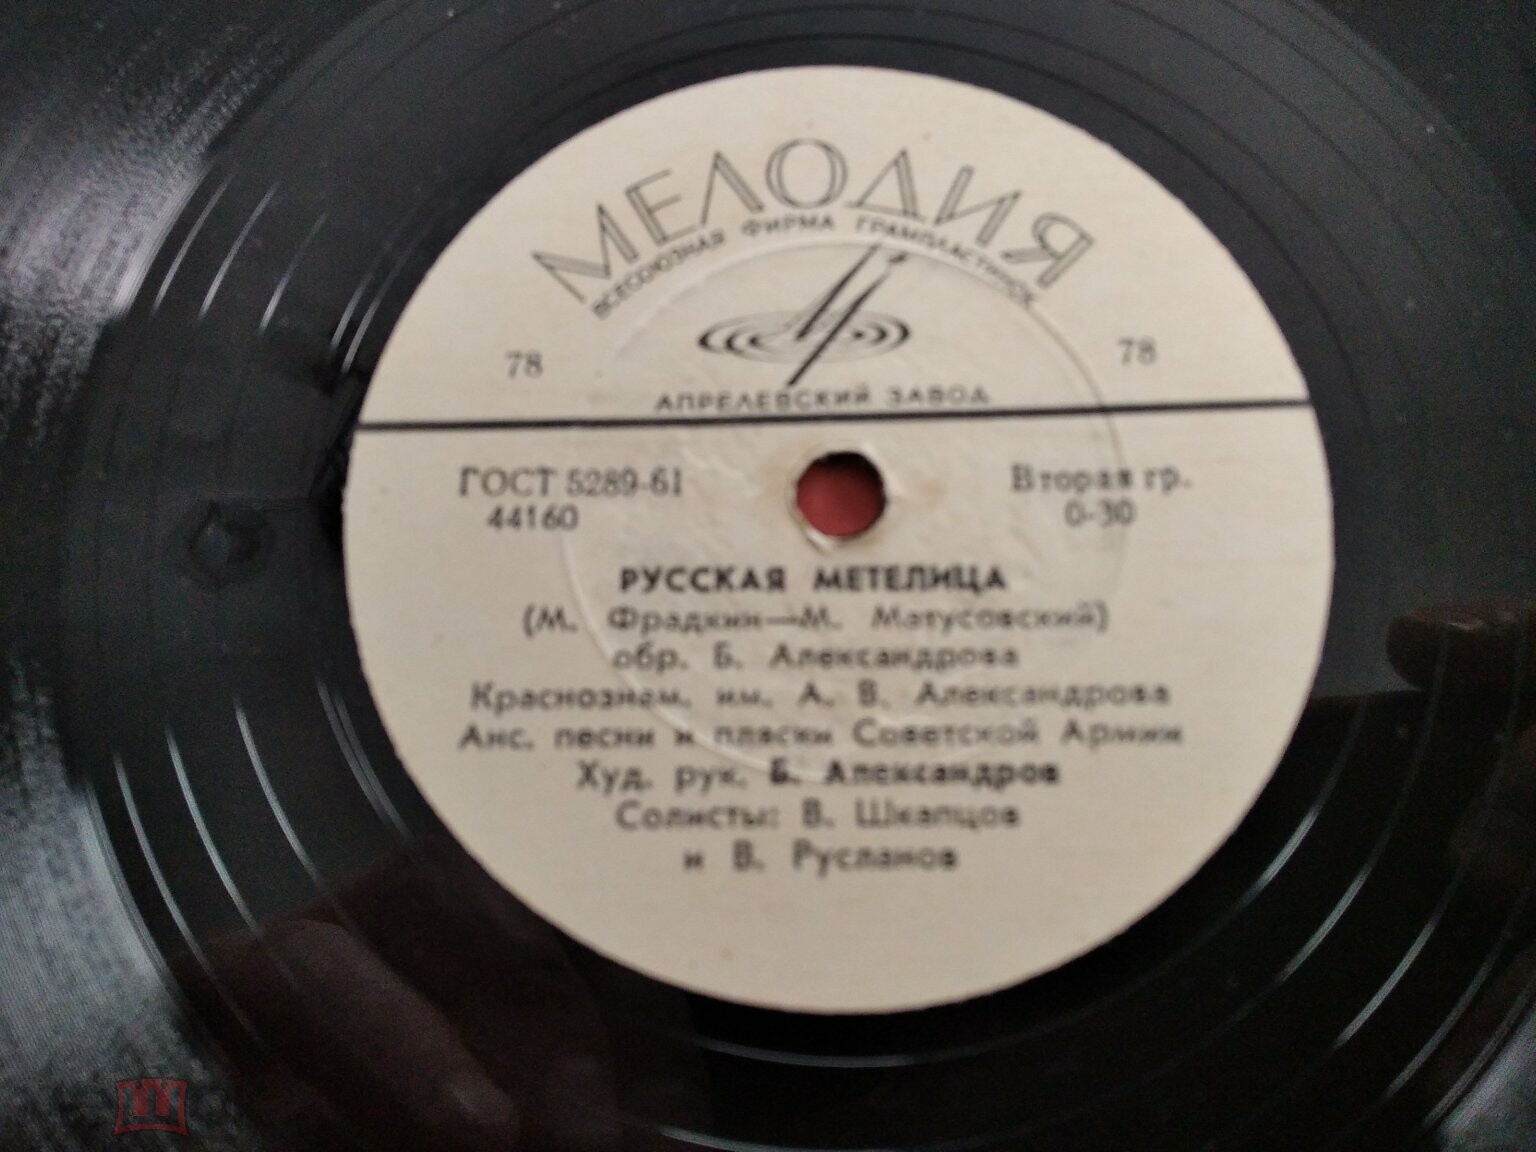 МЕЛОДИЯ
ВСЕСОЮЗНАЯ ФИРМА ГРАМПЛАСТИНОК
78 78
АПРЕЛЕВСКИЙ ЗАВОД
ГОСТ 5289-61 Вторая гр.
44160 0-30
РУССКАЯ МЕТЕЛИЦА
(М. Фрадкин—М. Матусовский)
обр. Б. Александрова
Краснознам. им. А. В. Александрова
Анс. песни и пляски Советской Армии
Худ. рук. Б. Александров
Солисты: В. Шкапцов
и В. Русланов